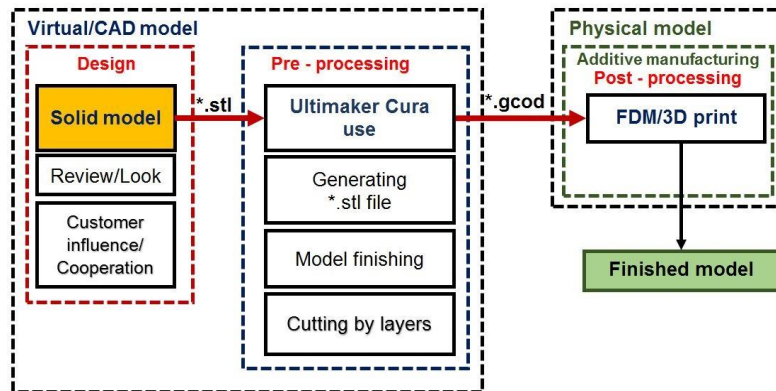 Virtual/CAD model
Design
Solid model
Review/Look
Customer
influence/
Cooperation
*.stl
Pre - processing
Ultimaker Cura
use
Generating
*.stl file
Model finishing
Cutting by layers
*.gcod
Physical model
Additive manufacturing
Post - processing
FDM/3D print
Finished model